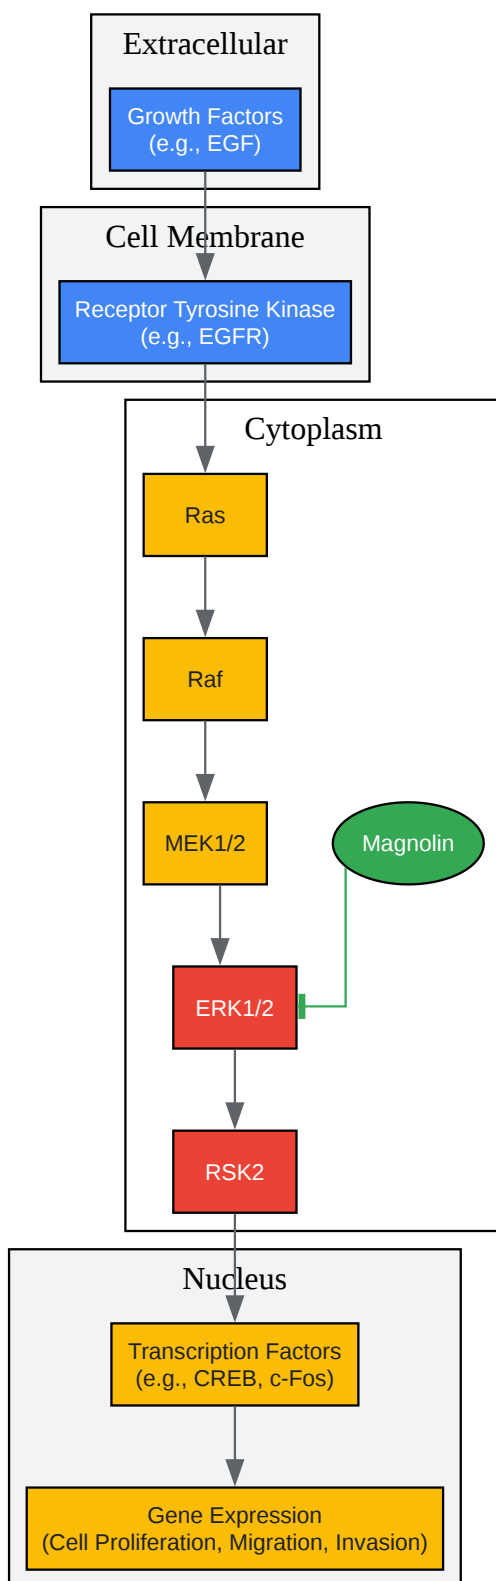 Extracellular
Growth Factors
(e.g., EGF)
Cell Membrane
Receptor Tyrosine Kinase
(e.g., EGFR)
Cytoplasm
Ras
Raf
MEK1/2
Magnolin
ERK1/2
RSK2
Nucleus
Transcription Factors
(e.g., CREB, c-Fos)
Gene Expression
(Cell Proliferation, Migration, Invasion)